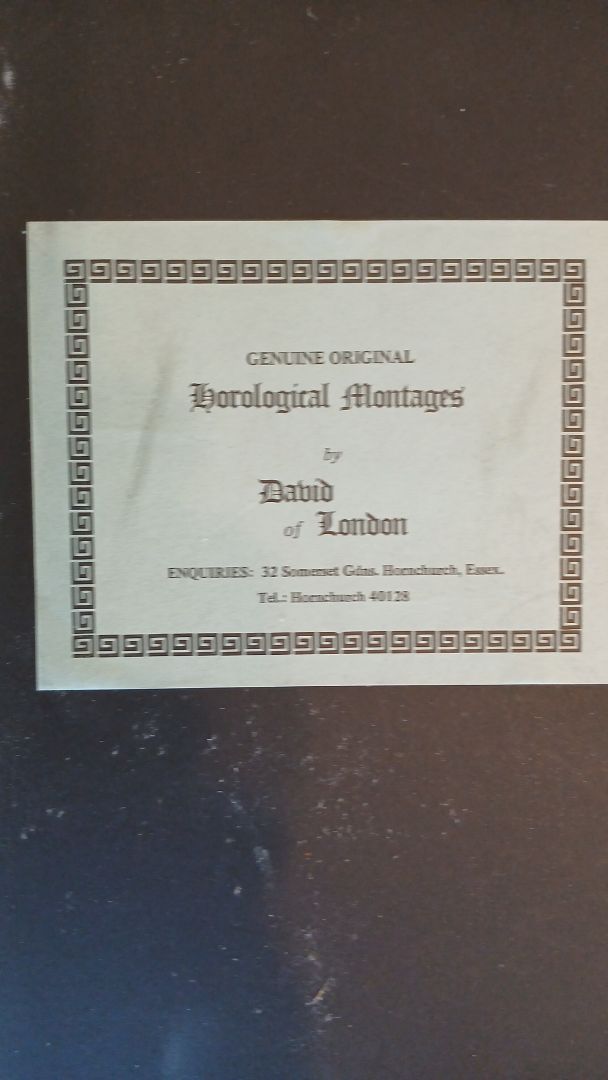 GENUINE ORIGINAL
Horological Montages
by
David
of London
ENQUIRIES: 32 Somerset Gdns. Hornchurch, Essex.
Tel.: Hornchurch 40128